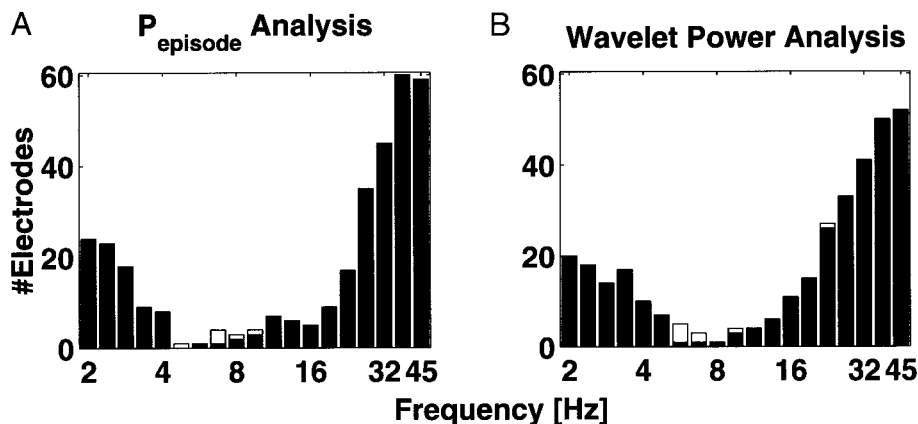 A
P_episode Analysis
B
Wavelet Power Analysis
#Electrodes
60
40
20
0
2 4 8 16 32 45
60
40
20
0
2 4 8 16 32 45
Frequency [Hz]